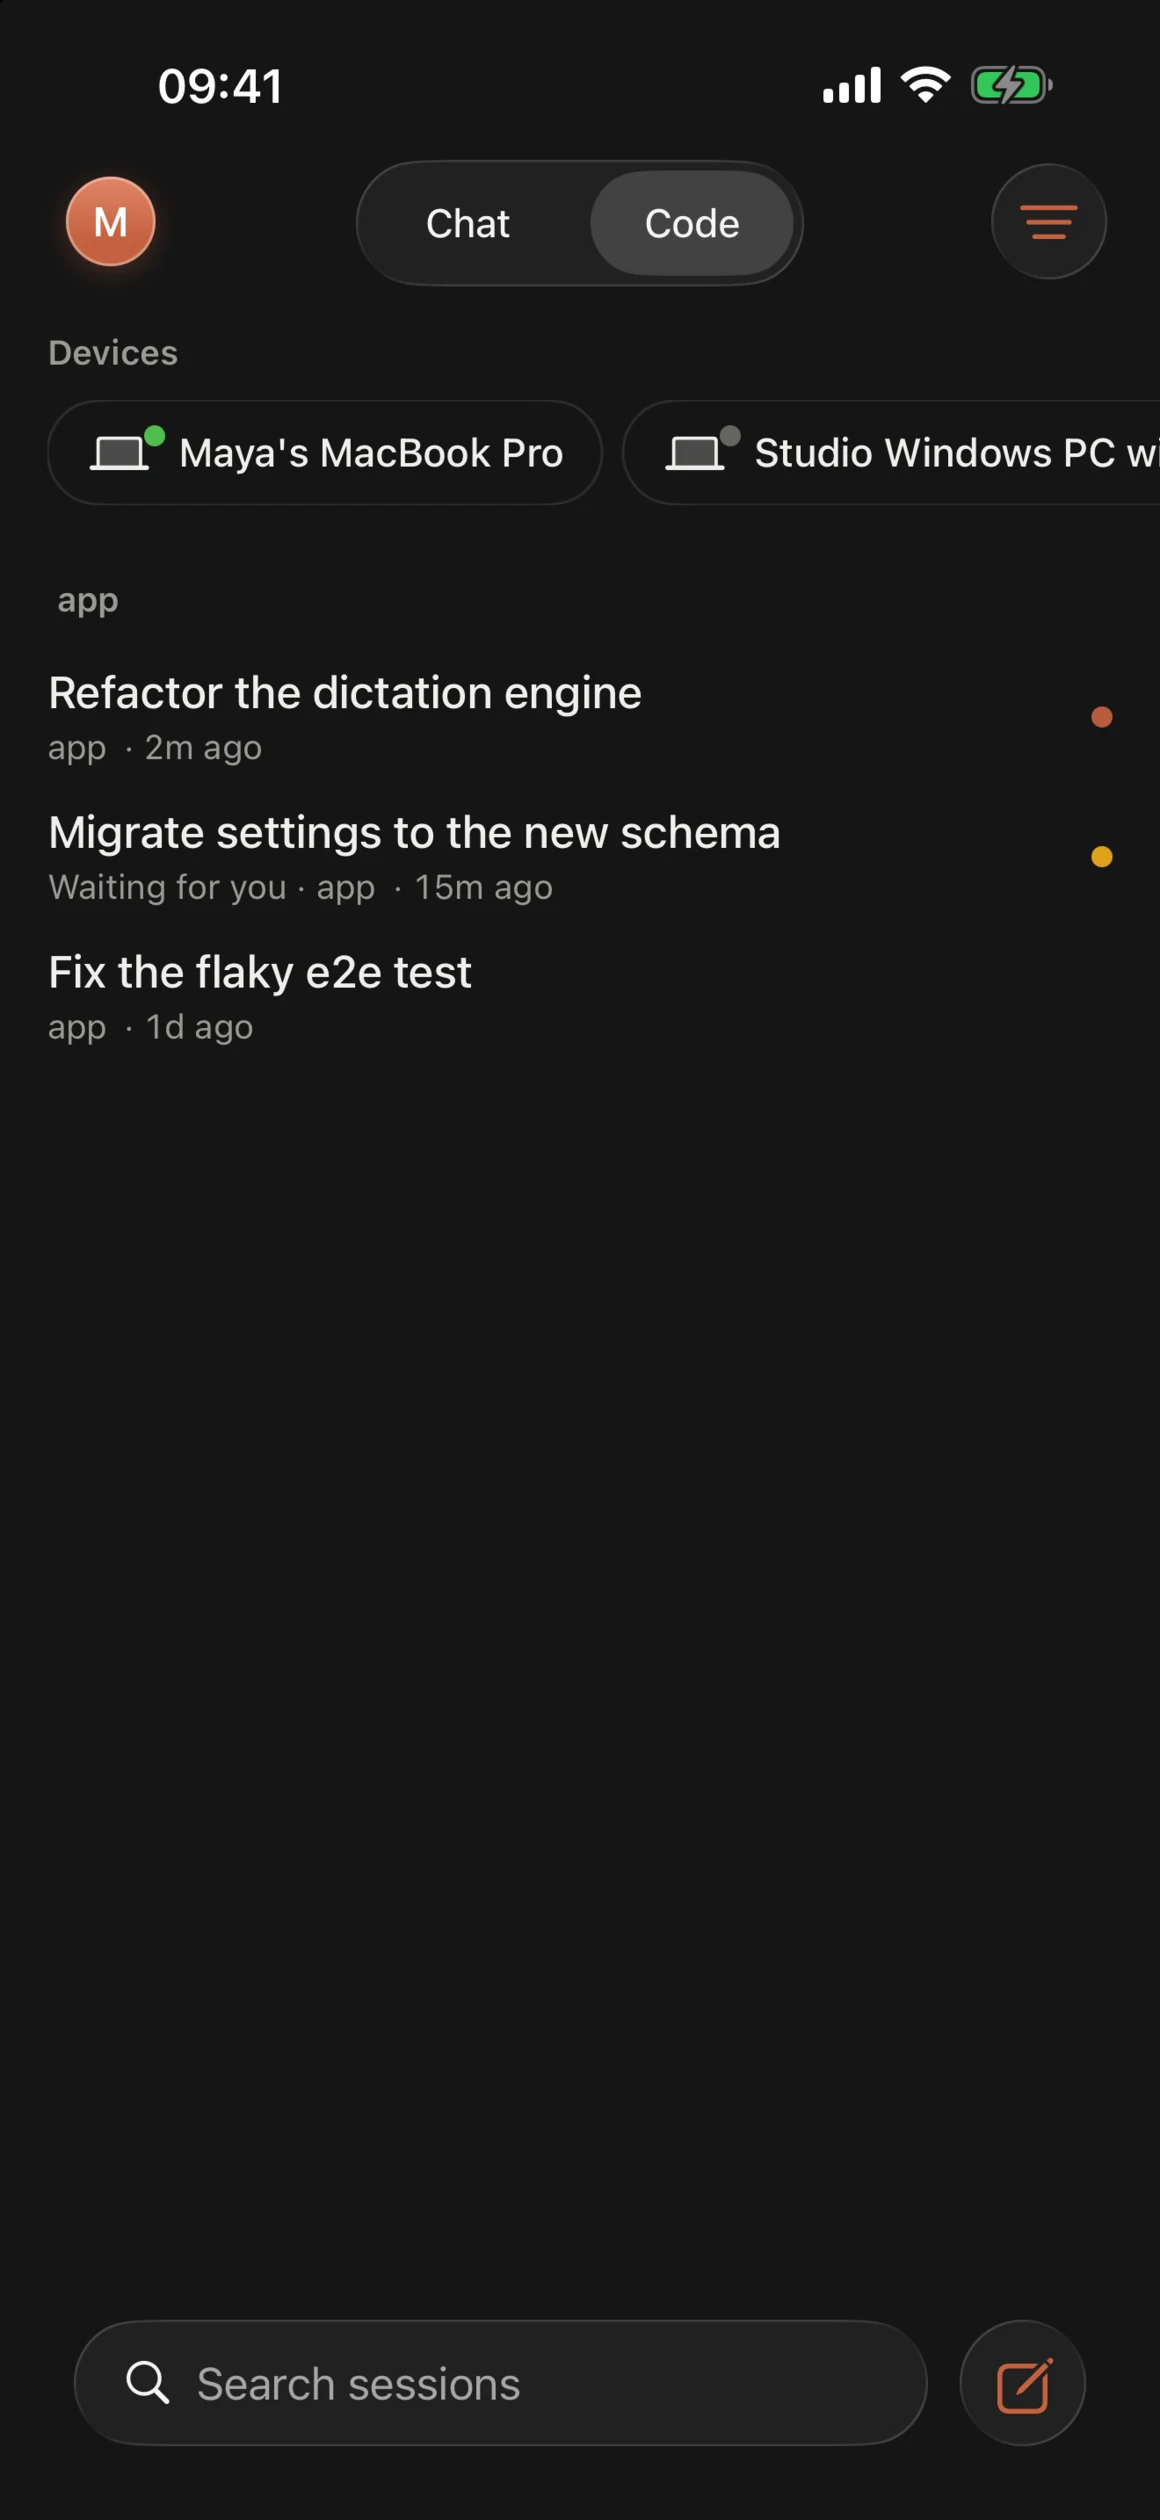 09:41
M
Chat
Code
Devices
Maya's MacBook Pro
Studio Windows PC wi
app
Refactor the dictation engine
app · 2m ago
Migrate settings to the new schema
Waiting for you · app · 15m ago
Fix the flaky e2e test
app · 1d ago
Search sessions